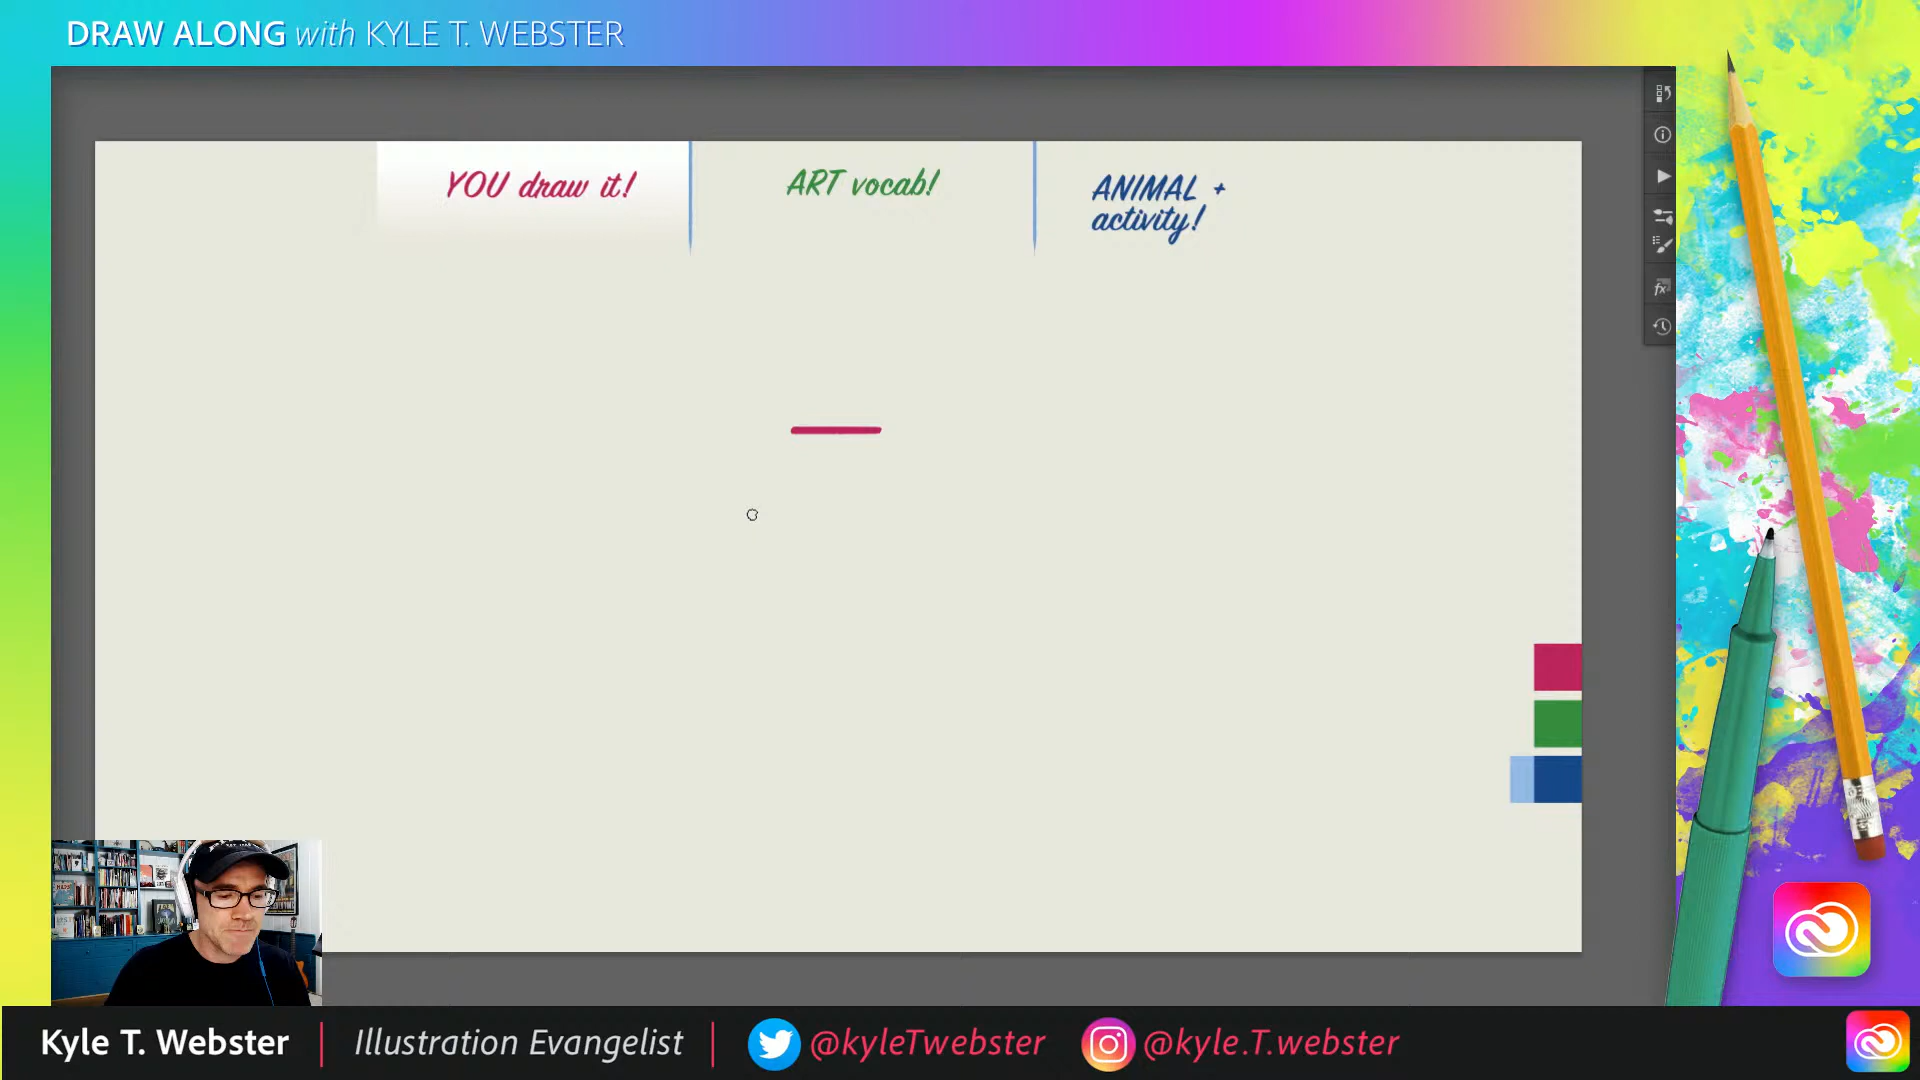 DRAW ALONG with KYLE T. WEBSTER
YOU draw it!
ART vocab!
ANIMAL +
activity!
fx
Kyle T. Webster | Illustration Evangelist | @kyleTwebster @kyle.T.webster